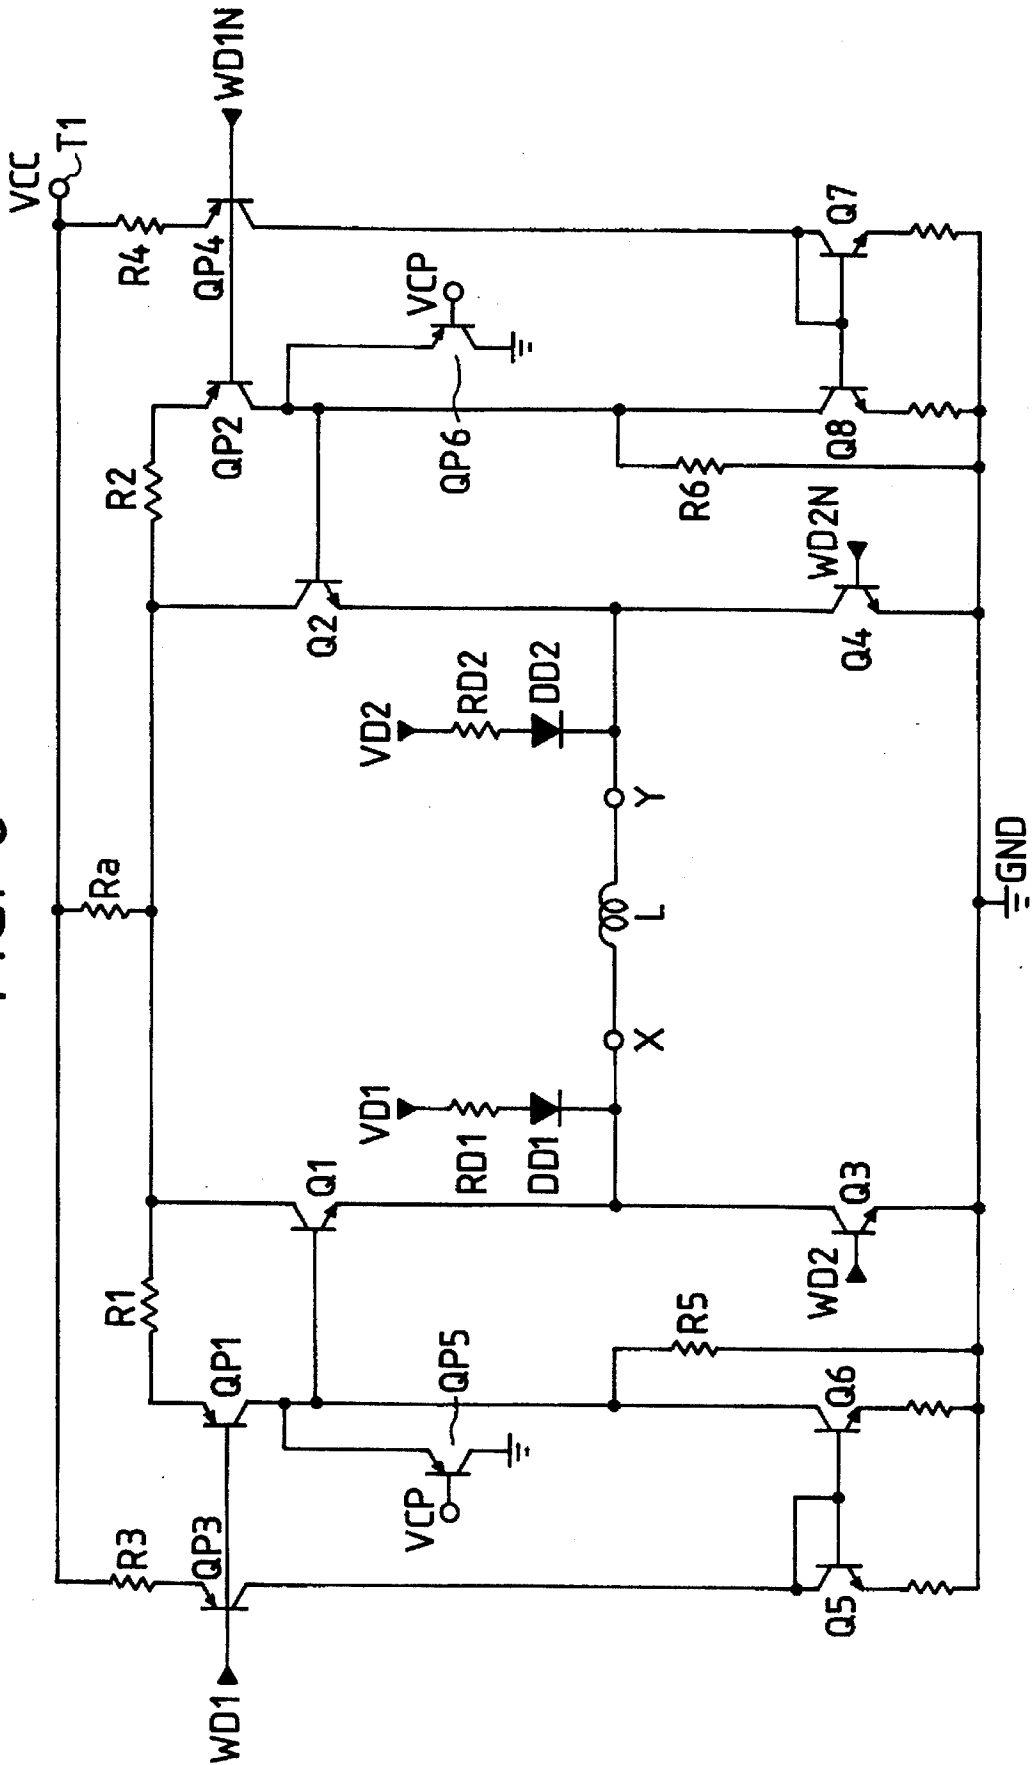 VCC
T1
Ra
R1
R2
R3
R4
WD1
QP3
QP1
QP2
QP4
WD1N
Q1
Q2
VCP
QP5
VD1
RD1
DD1
VD2
RD2
DD2
QP6
VCP
X
L
Y
R5
R6
Q5
Q6
WD2
Q3
Q4
WD2N
Q8
Q7
GND